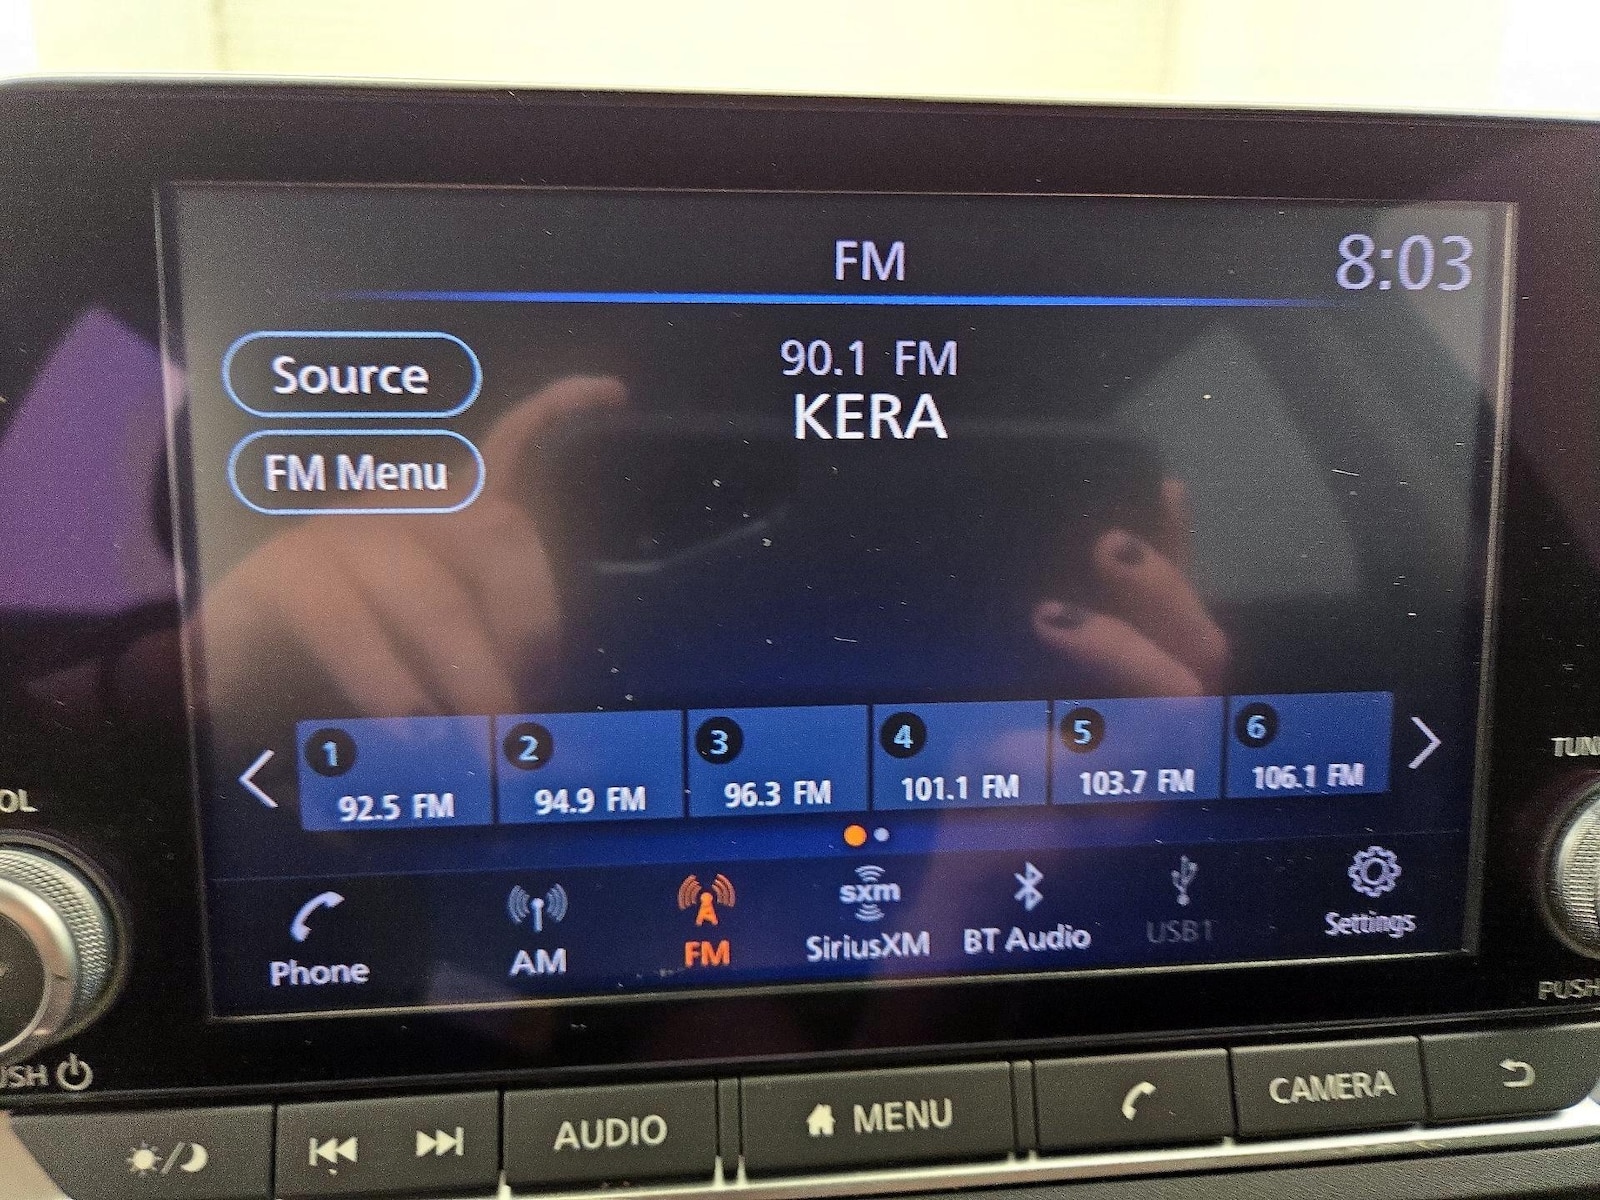 FM
8:03
Source
90.1 FM
KERA
FM Menu
1
2
3
4
5
6
92.5 FM
94.9 FM
96.3 FM
101.1 FM
103.7 FM
106.1 FM
TUN
OL
sxm
Phone
AM
FM
SiriusXM
BT Audio
USB1
Settings
PUSH
USH
AUDIO
MENU
CAMERA